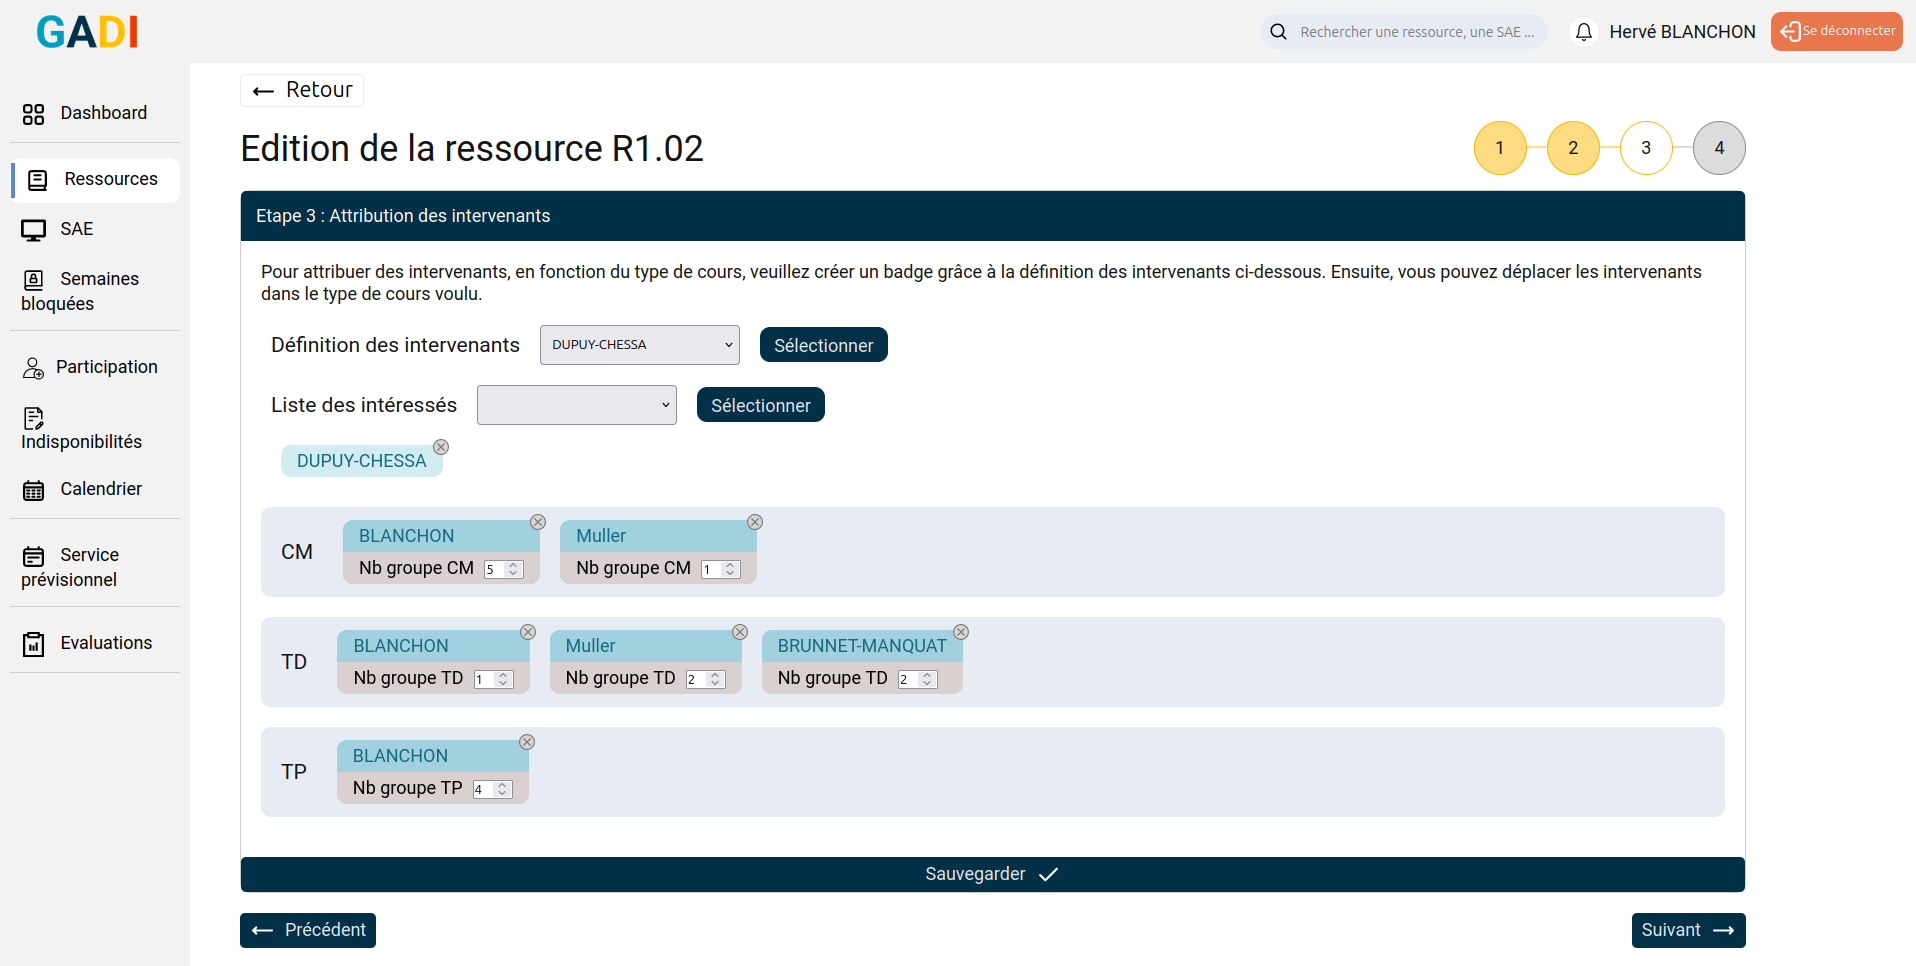 GADI
Rechercher une ressource, une SAE ...
Hervé BLANCHON
Se déconnecter
Dashboard
Ressources
SAE
Semaines
bloquées
Participation
Indisponibilités
Calendrier
Service
prévisionnel
Evaluations
Retour
Edition de la ressource R1.02
1
2
3
4
Etape 3 : Attribution des intervenants
Pour attribuer des intervenants, en fonction du type de cours, veuillez créer un badge grâce à la définition des intervenants ci-dessous. Ensuite, vous pouvez déplacer les intervenants
dans le type de cours voulu.
Définition des intervenants DUPUY-CHESSA Sélectionner
Liste des intéressés Sélectionner
DUPUY-CHESSA
CM
BLANCHON
Nb groupe CM 5
Muller
Nb groupe CM 1
TD
BLANCHON
Nb groupe TD 1
Muller
Nb groupe TD 2
BRUNNET-MANQUAT
Nb groupe TD 2
TP
BLANCHON
Nb groupe TP 4
Sauvegarder
Précédent
Suivant